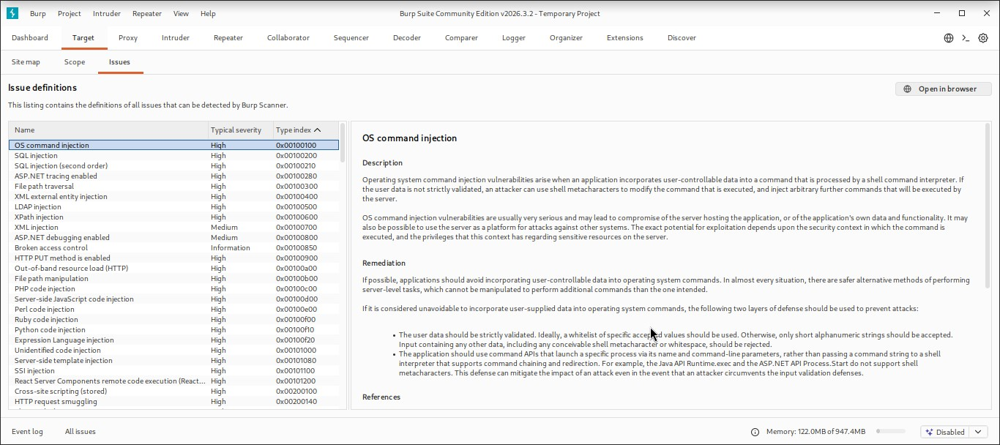 Burp Project Intruder Repeater View Help Burp Suite Community Edition v2026.3.2 - Temporary Project
Dashboard Target Proxy Intruder Repeater Collaborator Sequencer Decoder Comparer Logger Organizer Extensions Discover
Site map Scope Issues
Issue definitions
Open in browser
This listing contains the definitions of all issues that can be detected by Burp Scanner.
Name Typical severity Type index
OS command injection High 0x00100100
SQL injection High 0x00100200
SQL injection (second order) High 0x00100210
ASP.NET tracing enabled High 0x00100280
File path traversal High 0x00100300
XML external entity injection High 0x00100400
LDAP injection High 0x00100500
XPath injection High 0x00100600
XML injection Medium 0x00100700
ASP.NET debugging enabled Medium 0x00100800
Broken access control Information 0x00100850
HTTP PUT method is enabled High 0x00100900
Out-of-band resource load (HTTP) High 0x00100a00
File path manipulation High 0x00100b00
PHP code injection High 0x00100c00
Server-side JavaScript code injection High 0x00100d00
Perl code injection High 0x00100e00
Ruby code injection High 0x00100f00
Python code injection High 0x00100f10
Expression Language injection High 0x00100f20
Unidentified code injection High 0x00101000
Server-side template injection High 0x00101080
SSI injection High 0x00101100
React Server Components remote code execution (React... High 0x00101200
Cross-site scripting (stored) High 0x00200100
HTTP request smuggling High 0x00200140
OS command injection
Description
Operating system command injection vulnerabilities arise when an application incorporates user-controllable data into a command that is processed by a shell command interpreter. If
the user data is not strictly validated, an attacker can use shell metacharacters to modify the command that is executed, and inject arbitrary further commands that will be executed by
the server.
OS command injection vulnerabilities are usually very serious and may lead to compromise of the server hosting the application, or of the application's own data and functionality. It may
also be possible to use the server as a platform for attacks against other systems. The exact potential for exploitation depends upon the security context in which the command is
executed, and the privileges that this context has regarding sensitive resources on the server.
Remediation
If possible, applications should avoid incorporating user-controllable data into operating system commands. In almost every situation, there are safer alternative methods of performing
server-level tasks, which cannot be manipulated to perform additional commands than the one intended.
If it is considered unavoidable to incorporate user-supplied data into operating system commands, the following two layers of defense should be used to prevent attacks:
• The user data should be strictly validated. Ideally, a whitelist of specific accepted values should be used. Otherwise, only short alphanumeric strings should be accepted.
Input containing any other data, including any conceivable shell metacharacter or whitespace, should be rejected.
• The application should use command APIs that launch a specific process via its name and command-line parameters, rather than passing a command string to a shell
interpreter that supports command chaining and redirection. For example, the Java API Runtime.exec and the ASP.NET API Process.Start do not support shell
metacharacters. This defense can mitigate the impact of an attack even in the event that an attacker circumvents the input validation defenses.
References
Event log All issues Memory: 122.0MB of 947.4MB Disabled